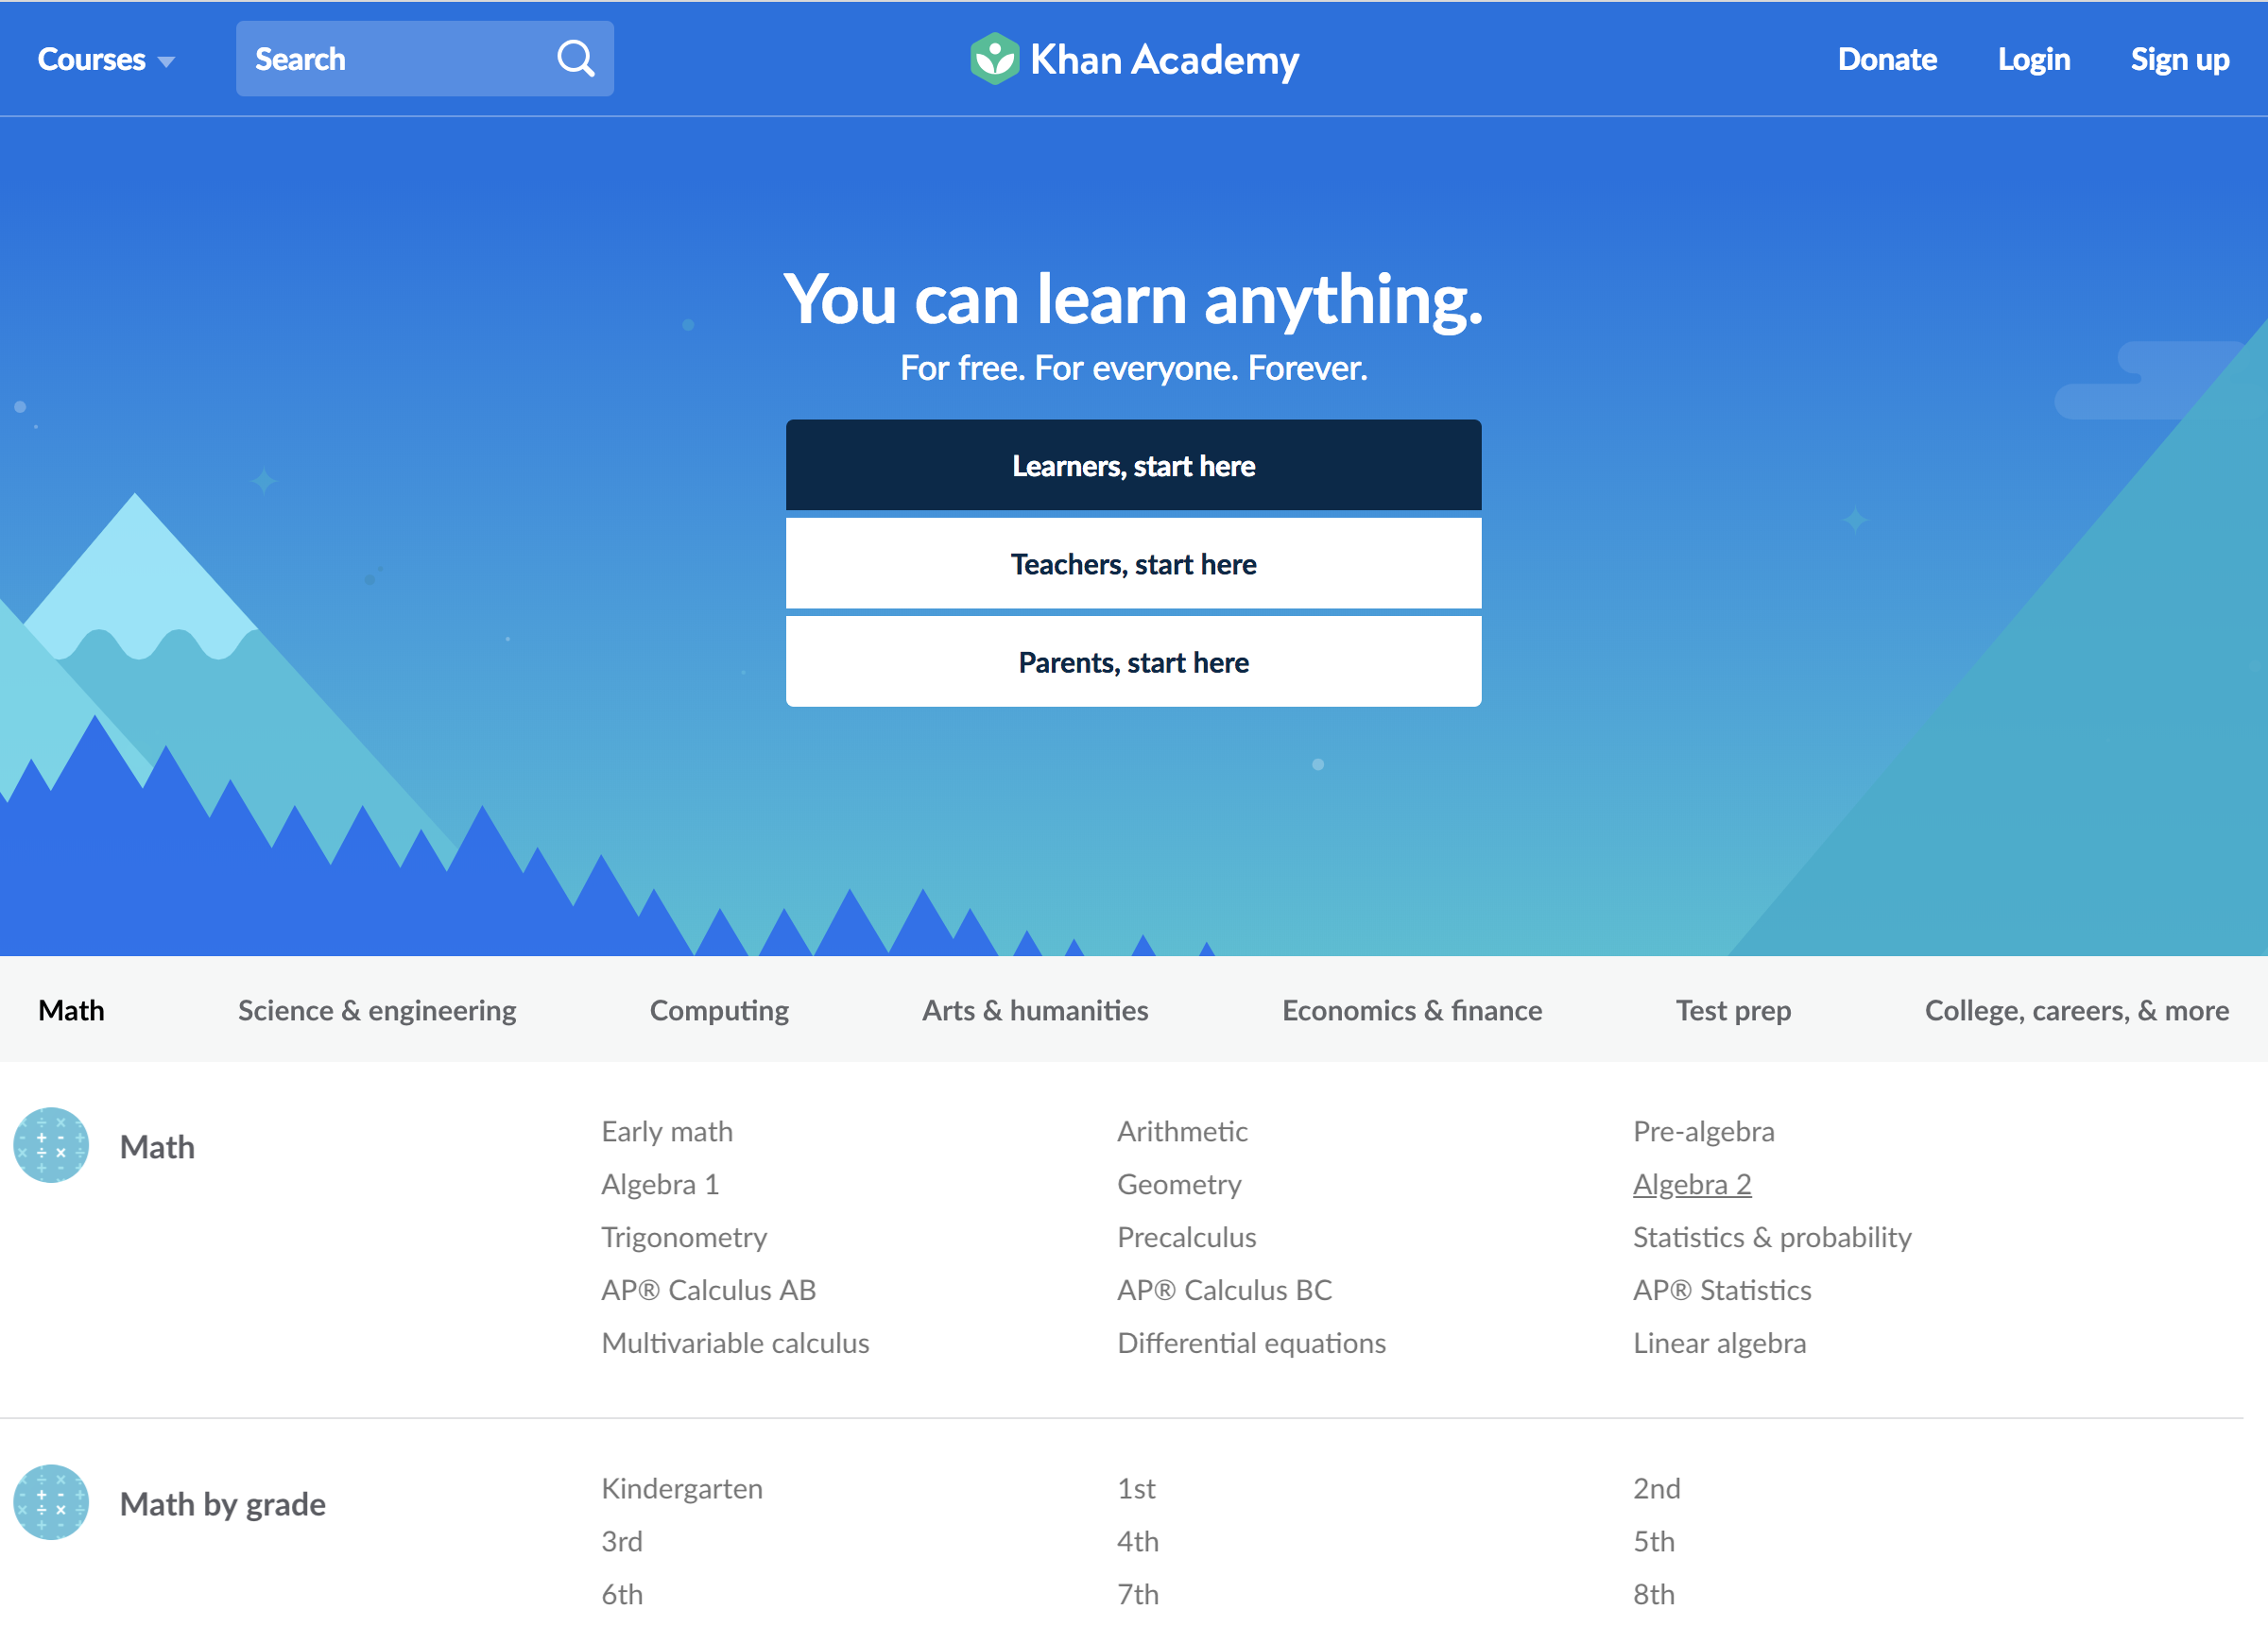 Courses Search Khan Academy Donate Login Sign up
You can learn anything.
For free. For everyone. Forever.
Learners, start here
Teachers, start here
Parents, start here
Math Science & engineering Computing Arts & humanities Economics & finance Test prep College, careers, & more
Math
Early math Arithmetic Pre-algebra
Algebra 1 Geometry Algebra 2
Trigonometry Precalculus Statistics & probability
AP® Calculus AB AP® Calculus BC AP® Statistics
Multivariable calculus Differential equations Linear algebra
Math by grade
Kindergarten 1st 2nd
3rd 4th 5th
6th 7th 8th